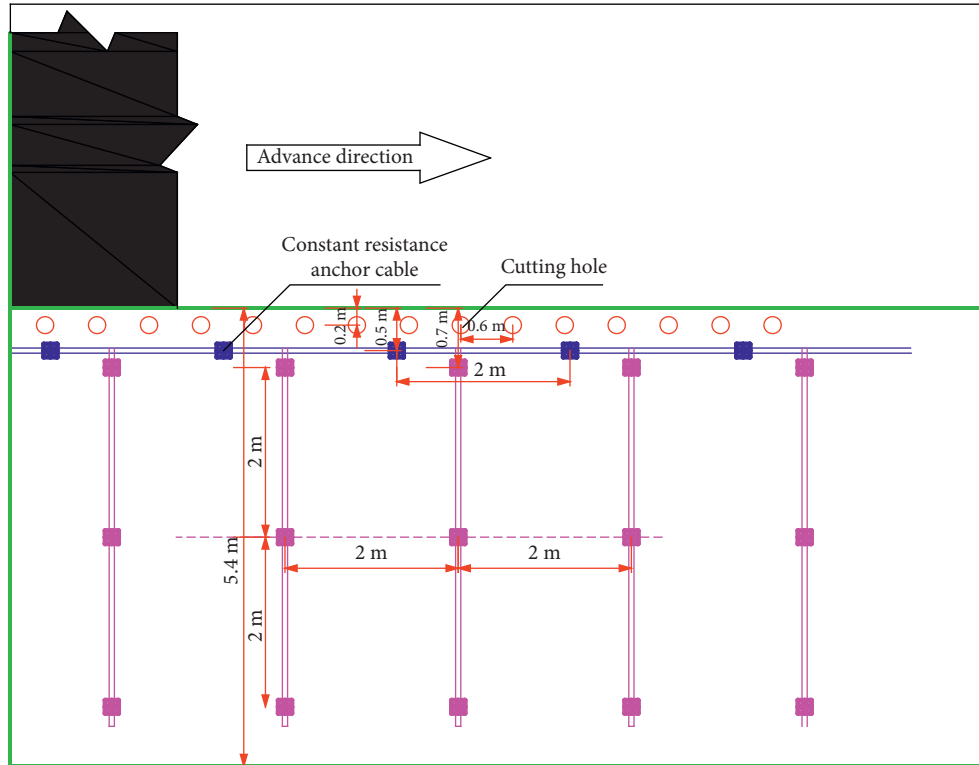 Advance direction
Constant resistance
anchor cable
Cutting hole
0.2 m
0.5 m
0.7 m
0.6 m
2 m
2 m
5.4 m
2 m
2 m
2 m